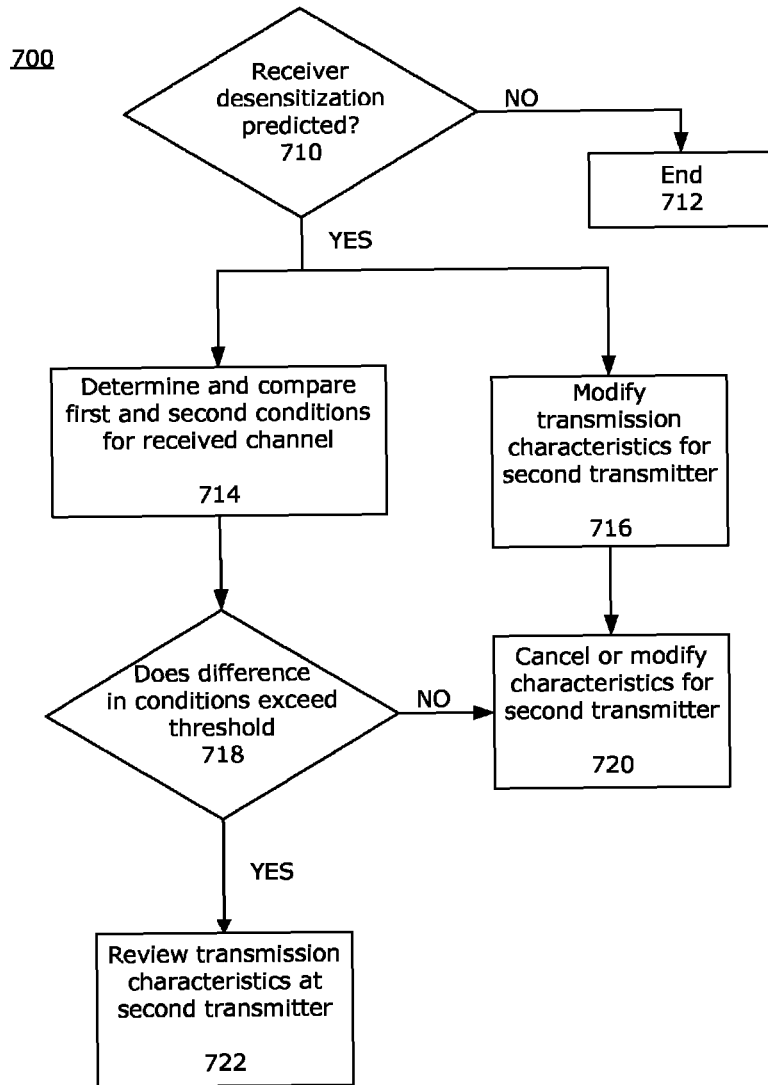 700
Receiver
desensitization
predicted?
710
NO
End
712
YES
Determine and compare
first and second conditions
for received channel
714
Modify
transmission
characteristics for
second transmitter
716
Does difference
in conditions exceed
threshold
718
NO
Cancel or modify
characteristics for
second transmitter
720
YES
Review transmission
characteristics at
second transmitter
722